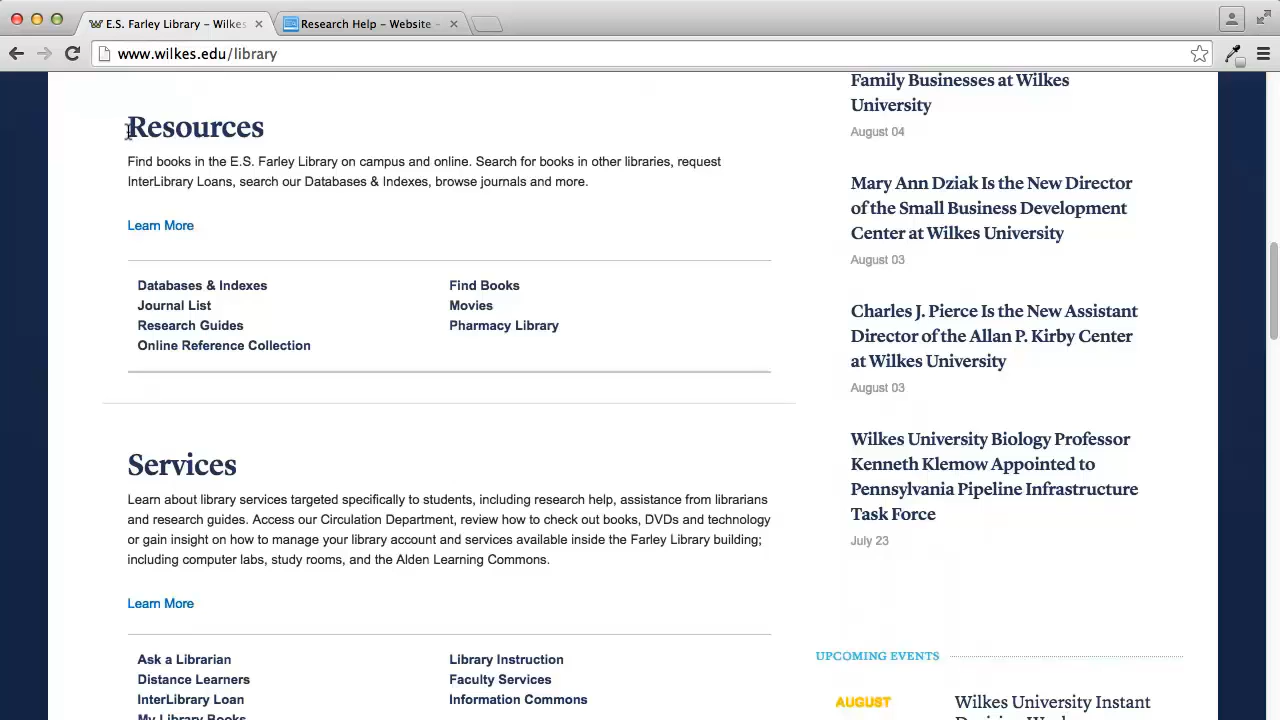 E.S. Farley Library – Wilkes
Research Help – Website -
www.wilkes.edu/library
Resources
Find books in the E.S. Farley Library on campus and online. Search for books in other libraries, request
InterLibrary Loans, search our Databases & Indexes, browse journals and more.
Learn More
Databases & Indexes
Journal List
Research Guides
Online Reference Collection
Find Books
Movies
Pharmacy Library
Services
Learn about library services targeted specifically to students, including research help, assistance from librarians
and research guides. Access our Circulation Department, review how to check out books, DVDs and technology
or gain insight on how to manage your library account and services available inside the Farley Library building;
including computer labs, study rooms, and the Alden Learning Commons.
Learn More
Ask a Librarian
Distance Learners
InterLibrary Loan
My Library Books
Library Instruction
Faculty Services
Information Commons
Family Businesses at Wilkes
University
August 04
Mary Ann Dziak Is the New Director
of the Small Business Development
Center at Wilkes University
August 03
Charles J. Pierce Is the New Assistant
Director of the Allan P. Kirby Center
at Wilkes University
August 03
Wilkes University Biology Professor
Kenneth Klemow Appointed to
Pennsylvania Pipeline Infrastructure
Task Force
July 23
UPCOMING EVENTS
AUGUST
Wilkes University Instant